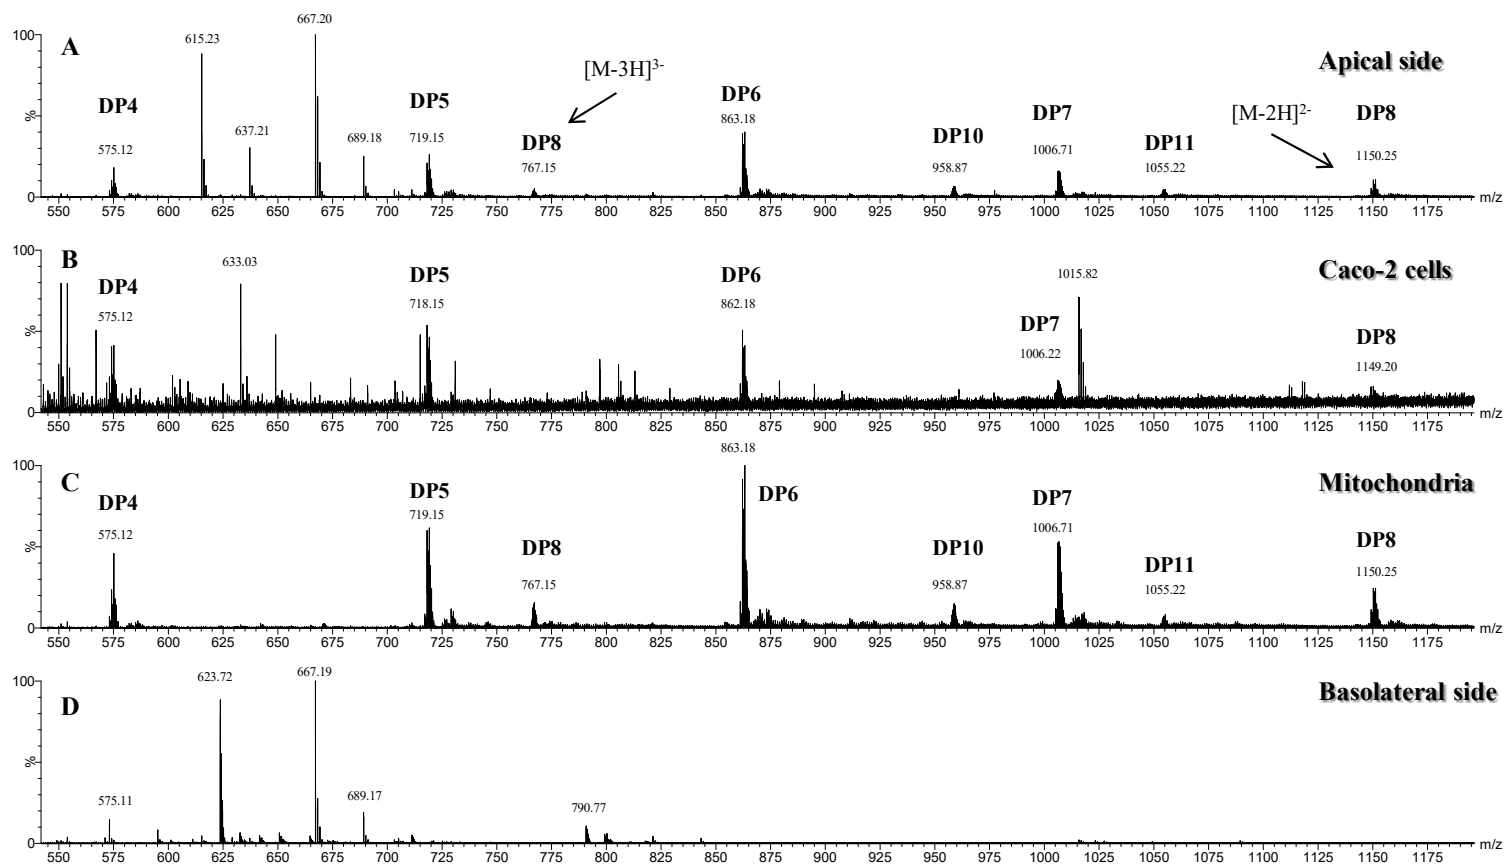 667.20
100
A
615.23
Apical side
[M-3H]3-
DP4
DP5
DP6
DP7
[M-2H]2-
DP8
%
575.12
637.21
689.18
719.15
DP8
767.15
863.18
DP10
958.87
1006.71
DP11
1055.22
1150.25
0
550 575 600 625 650 675 700 725 750 775 800 825 850 875 900 925 950 975 1000 1025 1050 1075 1100 1125 1150 1175 m/z
100
B
633.03
Caco-2 cells
DP4
DP5
DP6
1015.82
%
575.12
718.15
862.18
DP7
1006.22
DP8
1149.20
0
550 575 600 625 650 675 700 725 750 775 800 825 850 875 900 925 950 975 1000 1025 1050 1075 1100 1125 1150 1175 m/z
863.18
100
C
Mitochondria
DP4
DP5
DP6
DP7
%
575.12
719.15
DP8
767.15
DP10
958.87
1006.71
DP11
1055.22
DP8
1150.25
0
550 575 600 625 650 675 700 725 750 775 800 825 850 875 900 925 950 975 1000 1025 1050 1075 1100 1125 1150 1175 m/z
623.72
667.19
100
D
Basolateral side
%
575.11
689.17
790.77
0
550 575 600 625 650 675 700 725 750 775 800 825 850 875 900 925 950 975 1000 1025 1050 1075 1100 1125 1150 1175 m/z